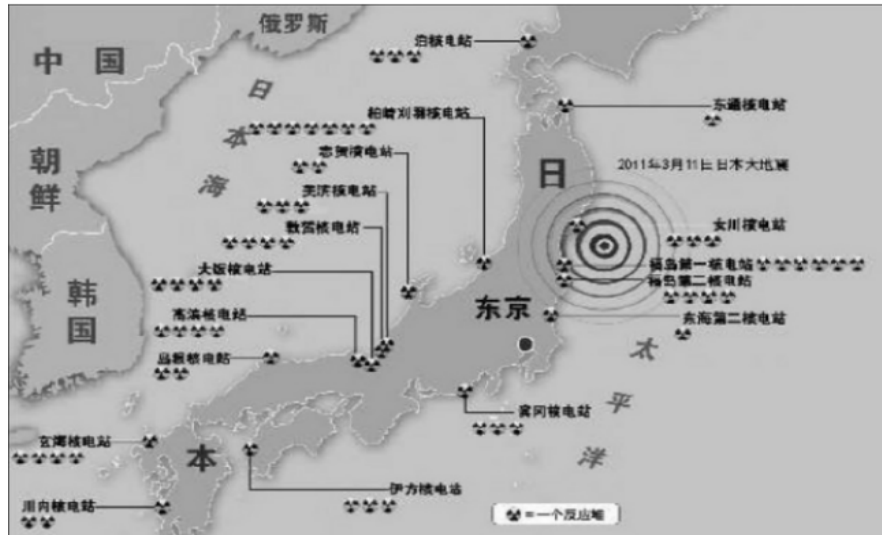 俄罗斯
中国
泊核电站
日本海
柏崎刈羽核电站
东通核电站
朝鲜
志贺核电站
2011年3月11日日本大地震
日
美滨核电站
敦贺核电站
女川核电站
大饭核电站
福岛第一核电站
福岛第二核电站
韩国
高滨核电站
东京
东海第二核电站
岛根核电站
太平洋
玄海核电站
本
伊方核电站
川内核电站
=一个反应堆